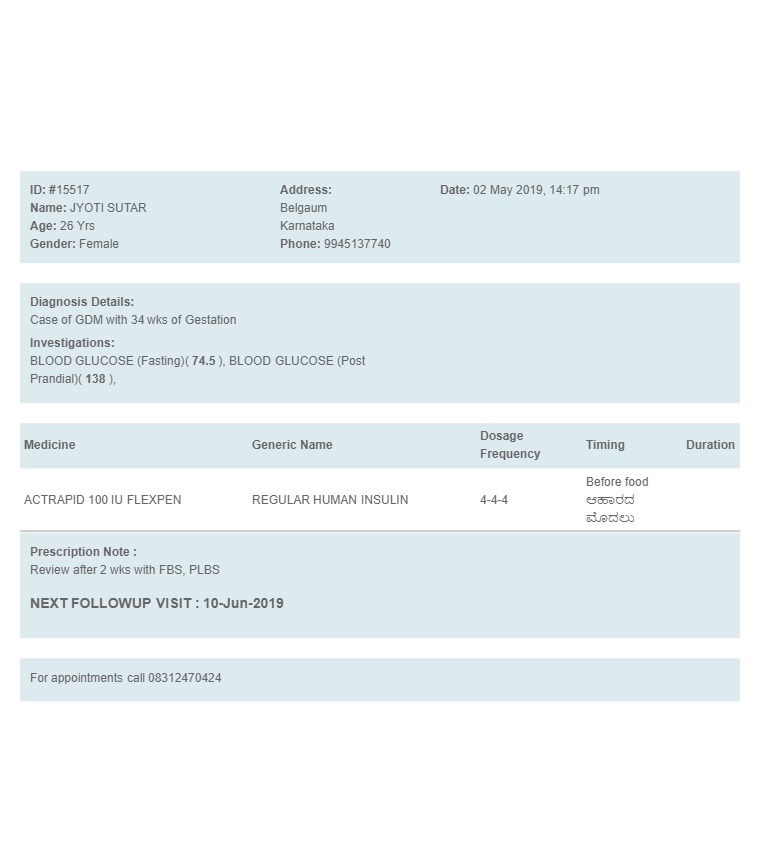 ID: #15517 Address: Date: 02 May 2019, 14:17 pm
Name: JYOTI SUTAR Belgaum
Age: 26 Yrs Karnataka
Gender: Female Phone: 9945137740
Diagnosis Details:
Case of GDM with 34 wks of Gestation
Investigations:
BLOOD GLUCOSE (Fasting)( 74.5 ), BLOOD GLUCOSE (Post
Prandial)( 138 ),
Medicine Generic Name Dosage Frequency Timing Duration
ACTRAPID 100 IU FLEXPEN REGULAR HUMAN INSULIN 4-4-4 Before food
ಆಹಾರದ
ಮೊದಲು
Prescription Note :
Review after 2 wks with FBS, PLBS
NEXT FOLLOWUP VISIT : 10-Jun-2019
For appointments call 08312470424